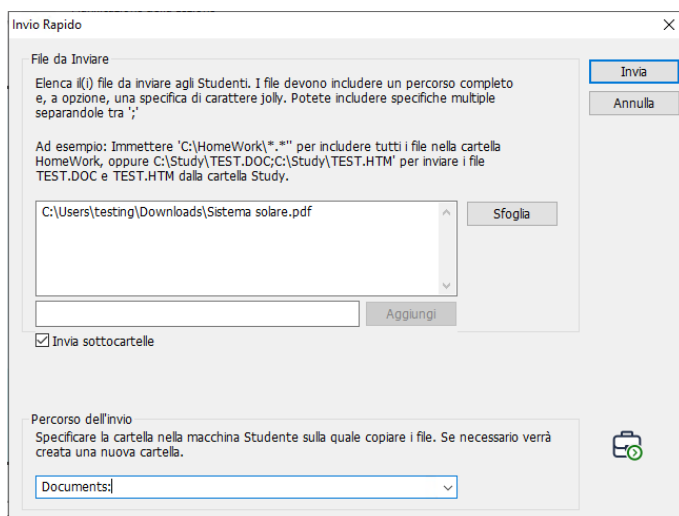 Invio Rapido
File da Inviare
Elenca il(i) file da inviare agli Studenti. I file devono includere un percorso completo
e, a opzione, una specifica di carattere jolly. Potete includere specifiche multiple
separandole tra ';'
Ad esempio: Immettere 'C:\HomeWork\*.*" per includere tutti i file nella cartella
HomeWork, oppure C:\Study\TEST.DOC;C:\Study\TEST.HTM' per inviare i file
TEST.DOC e TEST.HTM dalla cartella Study.
Invia
Annulla
C:\Users\testing\Downloads\Sistema solare.pdf
Sfoglia
Aggiungi
Invia sottocartelle
Percorso dell'invio
Specificare la cartella nella macchina Studente sulla quale copiare i file. Se necessario verrà
creata una nuova cartella.
Documents: